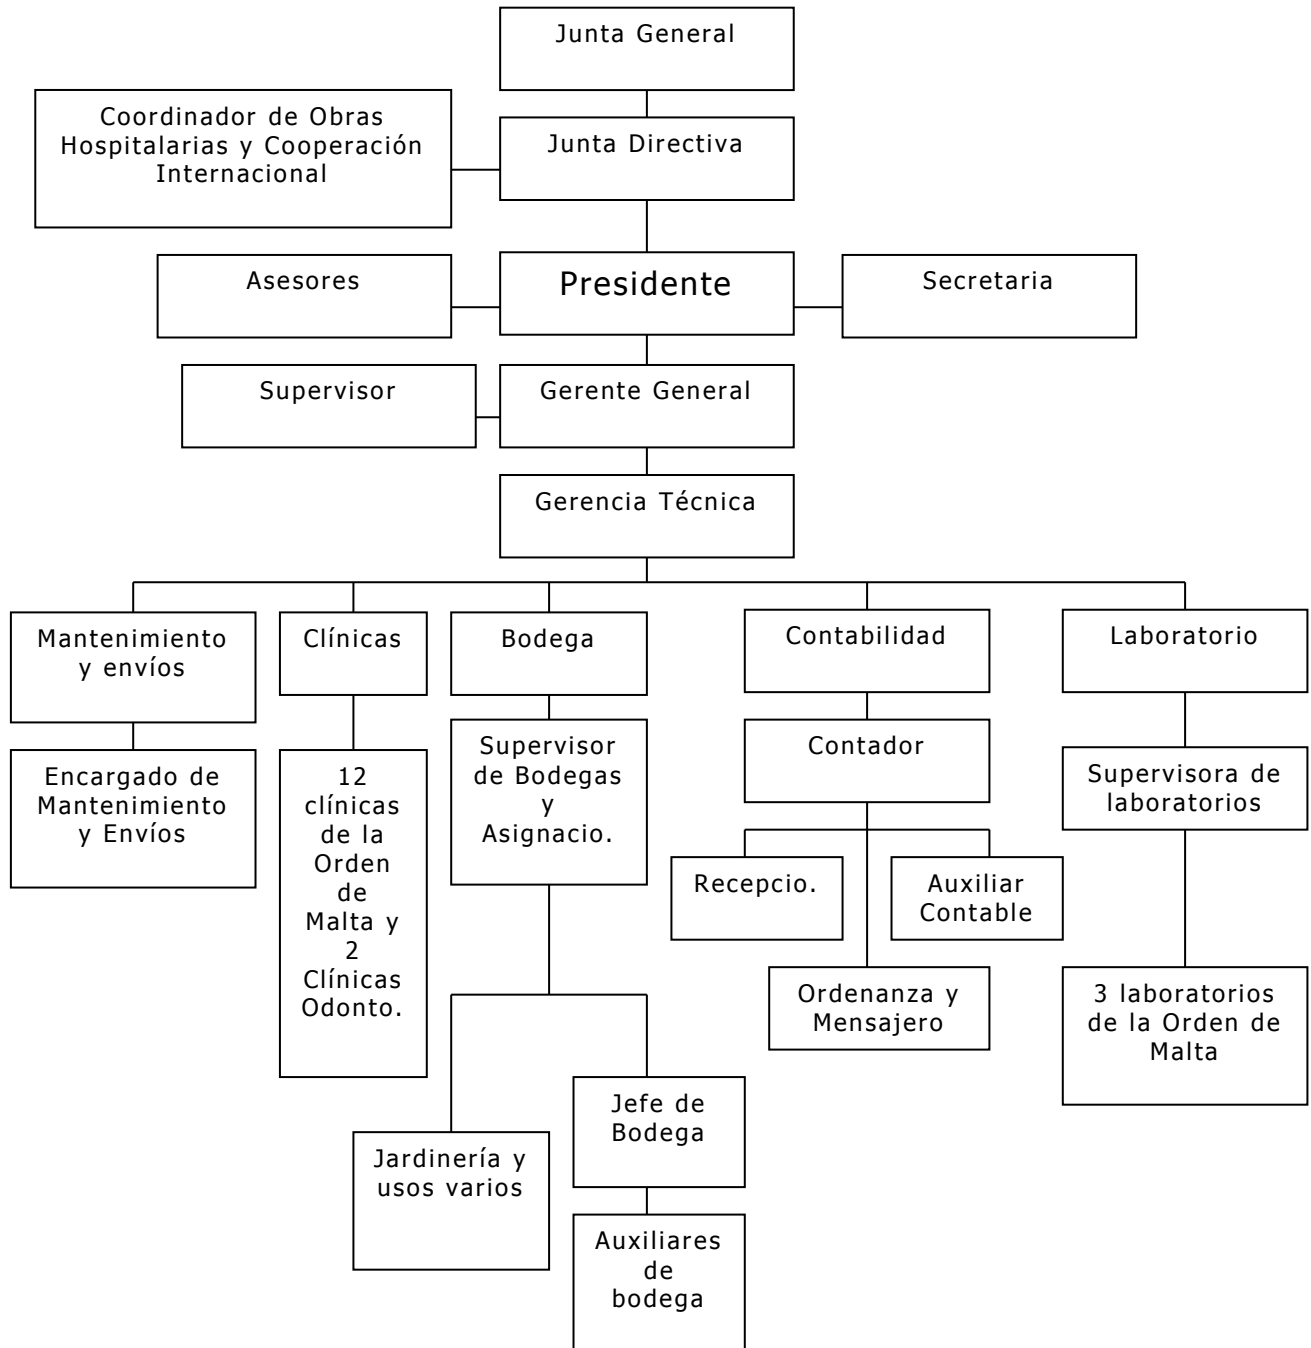 Junta General
Coordinador de Obras
Hospitalarias y Cooperación
Internacional
Junta Directiva
Asesores
Presidente
Secretaria
Supervisor
Gerente General
Gerencia Técnica
Mantenimiento
y envíos
Clínicas
Bodega
Contabilidad
Laboratorio
Encargado de
Mantenimiento
y Envíos
12
clínicas
de la
Orden
de
Malta y
2
Clínicas
Odonto.
Supervisor
de Bodegas
y
Asignacio.
Contador
Supervisora de
laboratorios
Recepcio.
Auxiliar
Contable
Ordenanza y
Mensajero
3 laboratorios
de la Orden de
Malta
Jardinería y
usos varios
Jefe de
Bodega
Auxiliares
de
bodega